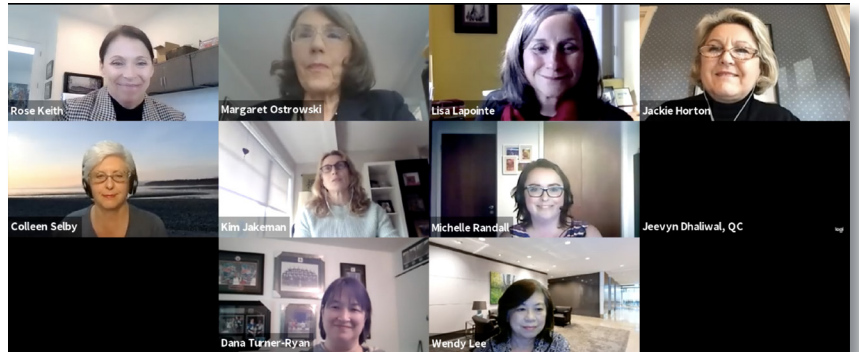 Rose Keith
Margaret Ostrowski
Lisa Lapointe
Jackie Horton
Colleen Selby
Kim Jakeman
Michelle Randall
Jeevyn Dhaliwal, QC
Dana Turner-Ryan
Wendy Lee